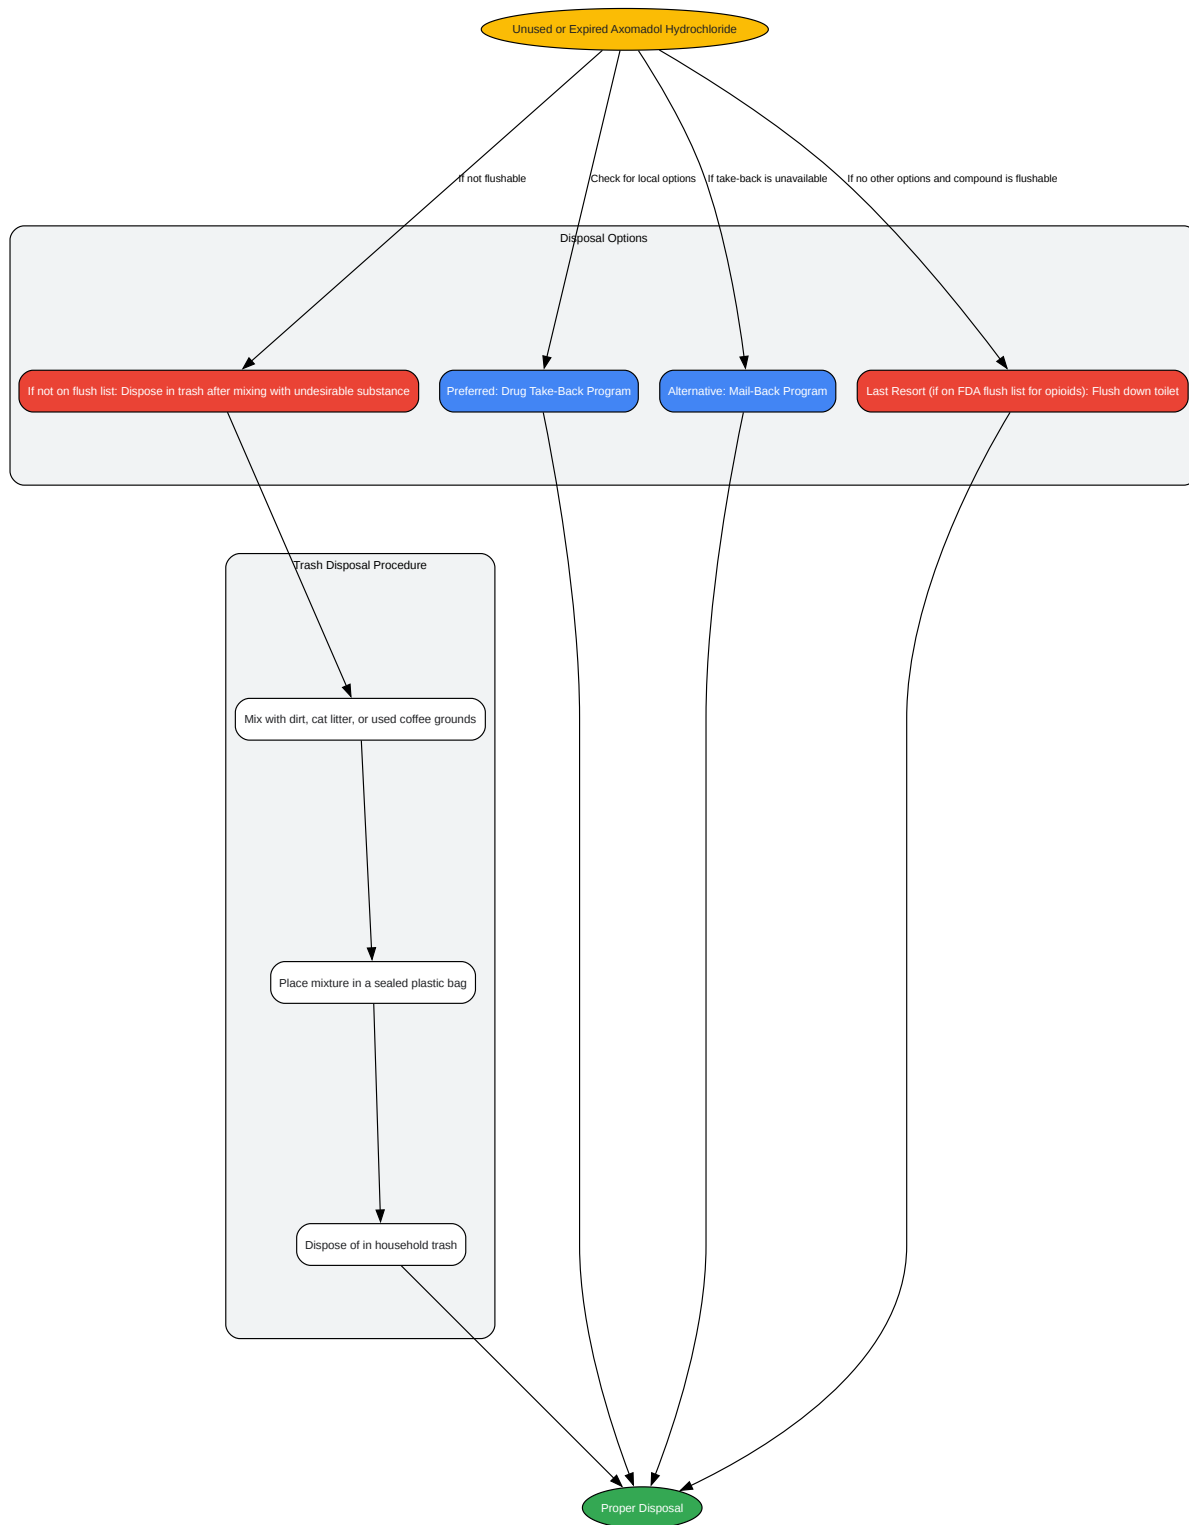 Unused or Expired Axomadol Hydrochloride
If not flushable
Check for local options
If take-back is unavailable
If no other options and compound is flushable
Disposal Options
If not on flush list: Dispose in trash after mixing with undesirable substance
Preferred: Drug Take-Back Program
Alternative: Mail-Back Program
Last Resort (if on FDA flush list for opioids): Flush down toilet
Trash Disposal Procedure
Mix with dirt, cat litter, or used coffee grounds
Place mixture in a sealed plastic bag
Dispose of in household trash
Proper Disposal